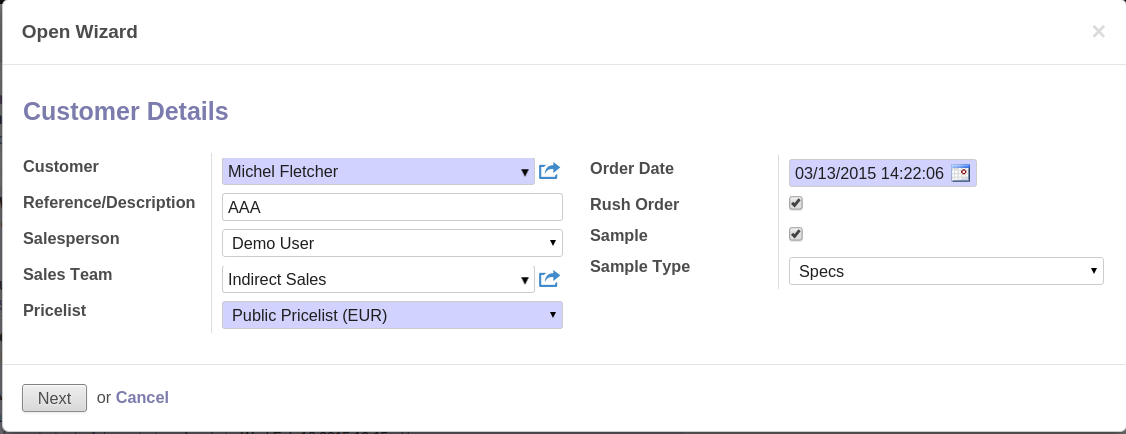 Open Wizard ×
Customer Details
Customer Michel Fletcher
Reference/Description AAA
Salesperson Demo User
Sales Team Indirect Sales
Pricelist Public Pricelist (EUR)
Order Date 03/13/2015 14:22:06
Rush Order
Sample
Sample Type Specs
Next or Cancel